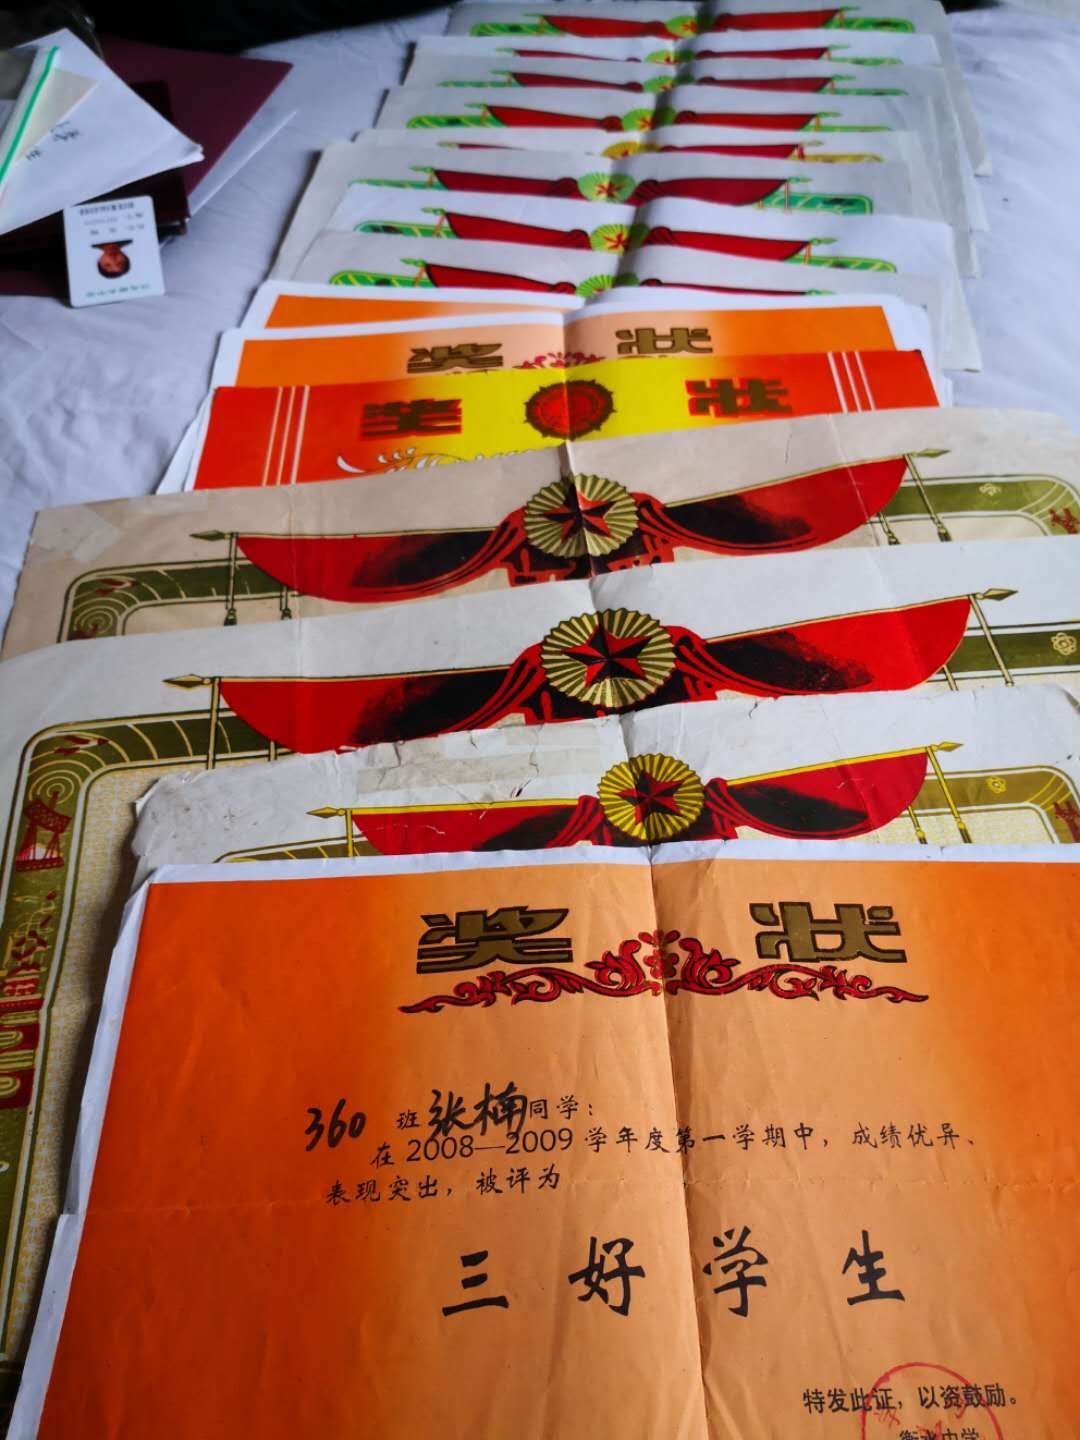 奖 状
奖 状
奖 状
360 班 张楠 同学:
在 2008—2009 学年度第一学期中，成绩优异、
表现突出，被评为
三好学生
特发此证，以资鼓励。
衡水中学